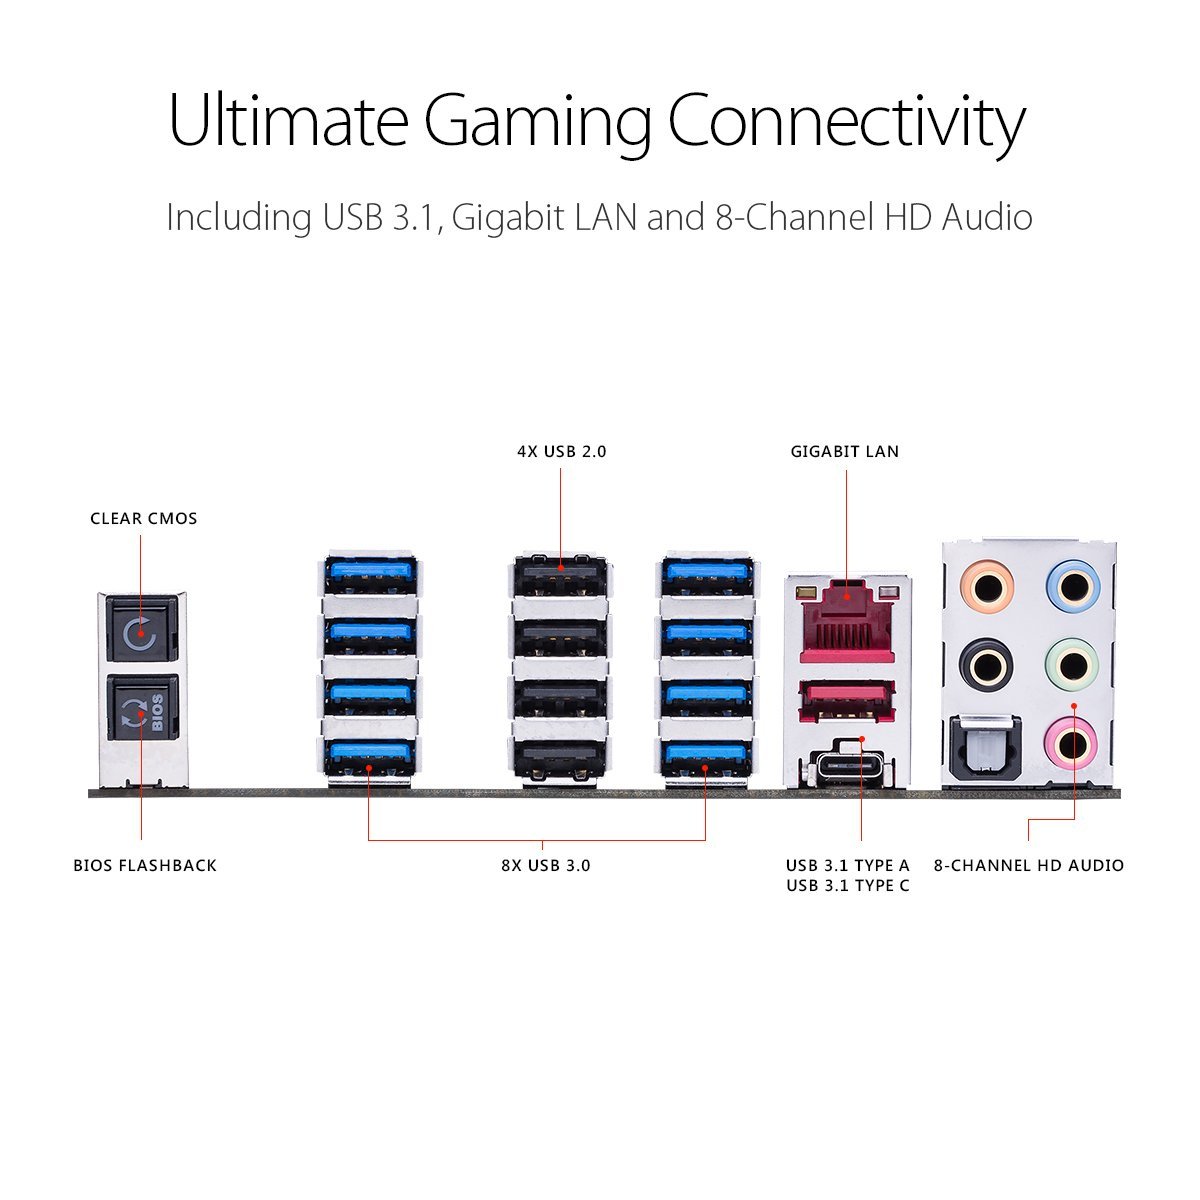 Ultimate Gaming Connectivity
Including USB 3.1, Gigabit LAN and 8-Channel HD Audio
4X USB 2.0
GIGABIT LAN
CLEAR CMOS
BIOS
BIOS FLASHBACK
8X USB 3.0
USB 3.1 TYPE A
USB 3.1 TYPE C
8-CHANNEL HD AUDIO